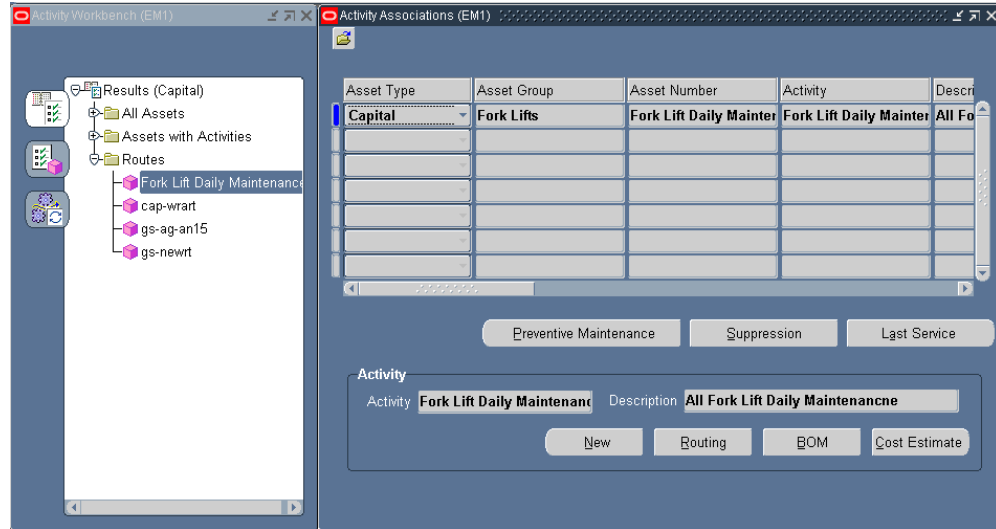 Activity Workbench (EM1)
Activity Associations (EM1)
Results (Capital)
All Assets
Assets with Activities
Routes
Fork Lift Daily Maintenance
cap-wrart
gs-ag-an15
gs-newrt
Asset Type Asset Group Asset Number Activity Descri
Capital Fork Lifts Fork Lift Daily Mainter Fork Lift Daily Mainter All Fo
Preventive Maintenance Suppression Last Service
Activity
Activity Fork Lift Daily Maintenanc Description All Fork Lift Daily Maintenancne
New Routing BOM Cost Estimate